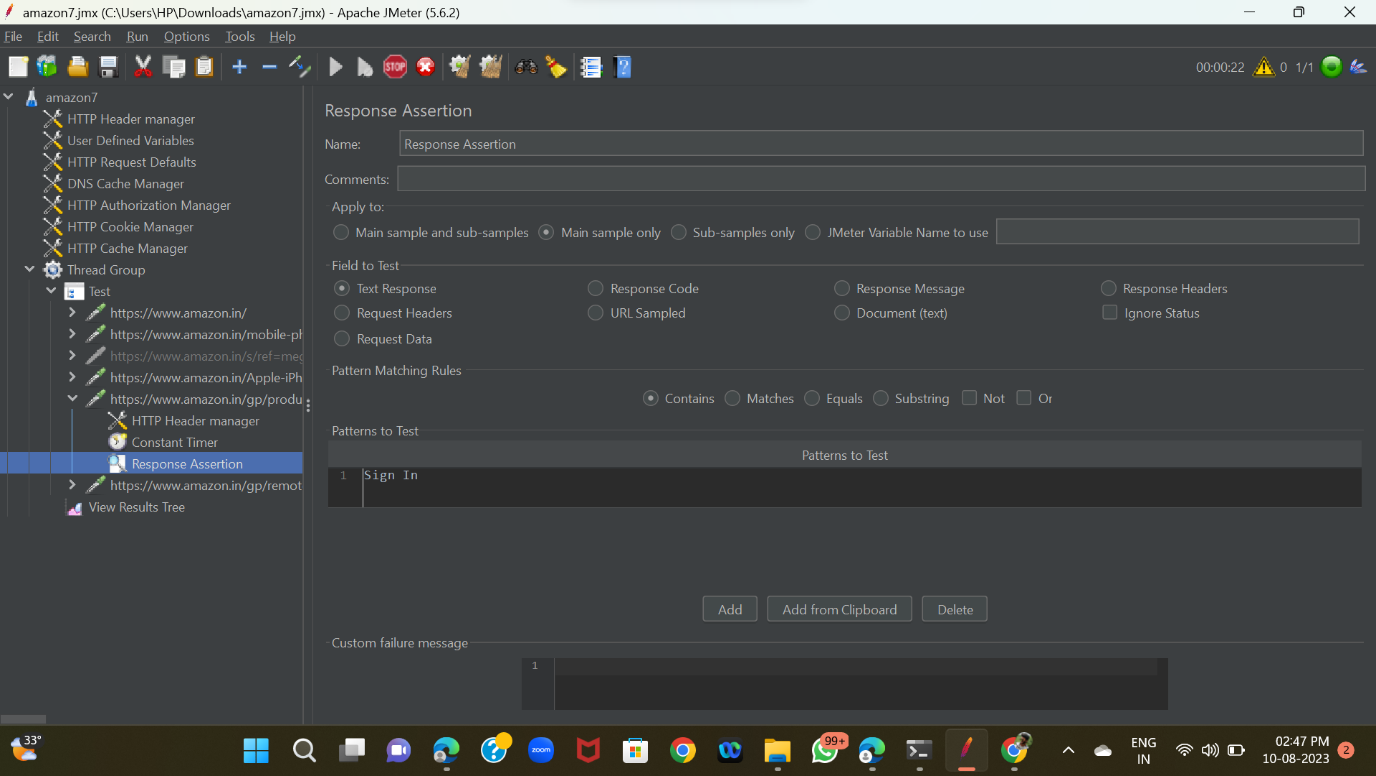 amazon7.jmx (C:\Users\HP\Downloads\amazon7.jmx) - Apache JMeter (5.6.2)
File Edit Search Run Options Tools Help
STOP
00:00:22 0 1/1
amazon7
HTTP Header manager
User Defined Variables
HTTP Request Defaults
DNS Cache Manager
HTTP Authorization Manager
HTTP Cookie Manager
HTTP Cache Manager
Thread Group
Test
https://www.amazon.in/
https://www.amazon.in/mobile-ph
https://www.amazon.in/s/ref=meg
https://www.amazon.in/Apple-iPh
https://www.amazon.in/gp/produ
HTTP Header manager
Constant Timer
Response Assertion
https://www.amazon.in/gp/remot
View Results Tree
Response Assertion
Name: Response Assertion
Comments:
Apply to:
Main sample and sub-samples Main sample only Sub-samples only JMeter Variable Name to use
Field to Test
Text Response Response Code Response Message Response Headers
Request Headers URL Sampled Document (text) Ignore Status
Request Data
Pattern Matching Rules
Contains Matches Equals Substring Not Or
Patterns to Test
Patterns to Test
1 Sign In
Add Add from Clipboard Delete
Custom failure message
1
33°
zoom
99+
ENG
IN
02:47 PM
10-08-2023
2